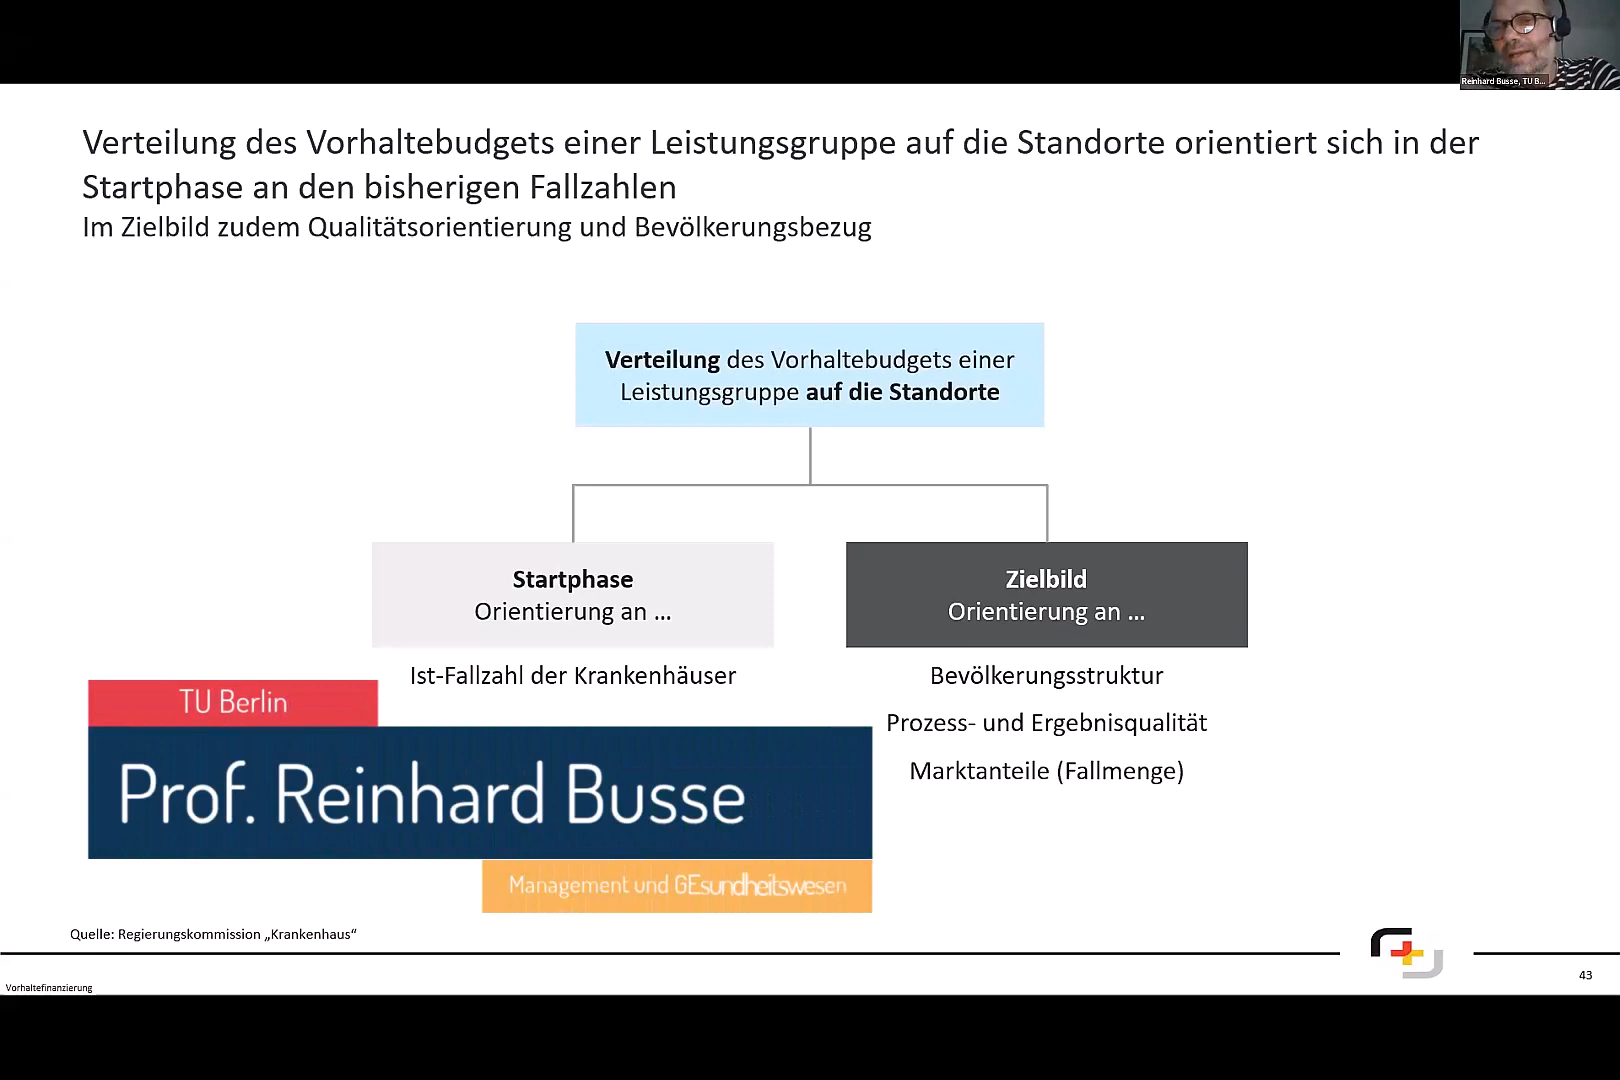 Reinhard Busse, TU B...
Verteilung des Vorhaltebudgets einer Leistungsgruppe auf die Standorte orientiert sich in der
Startphase an den bisherigen Fallzahlen
Im Zielbild zudem Qualitätsorientierung und Bevölkerungsbezug
Verteilung des Vorhaltebudgets einer
Leistungsgruppe auf die Standorte
Startphase
Orientierung an ...
Ist-Fallzahl der Krankenhäuser
Zielbild
Orientierung an ...
Bevölkerungsstruktur
Prozess- und Ergebnisqualität
Marktanteile (Fallmenge)
TU Berlin
Prof. Reinhard Busse
Management und GEsundheitswesen
Quelle: Regierungskommission „Krankenhaus“
43
Vorhaltefinanzierung